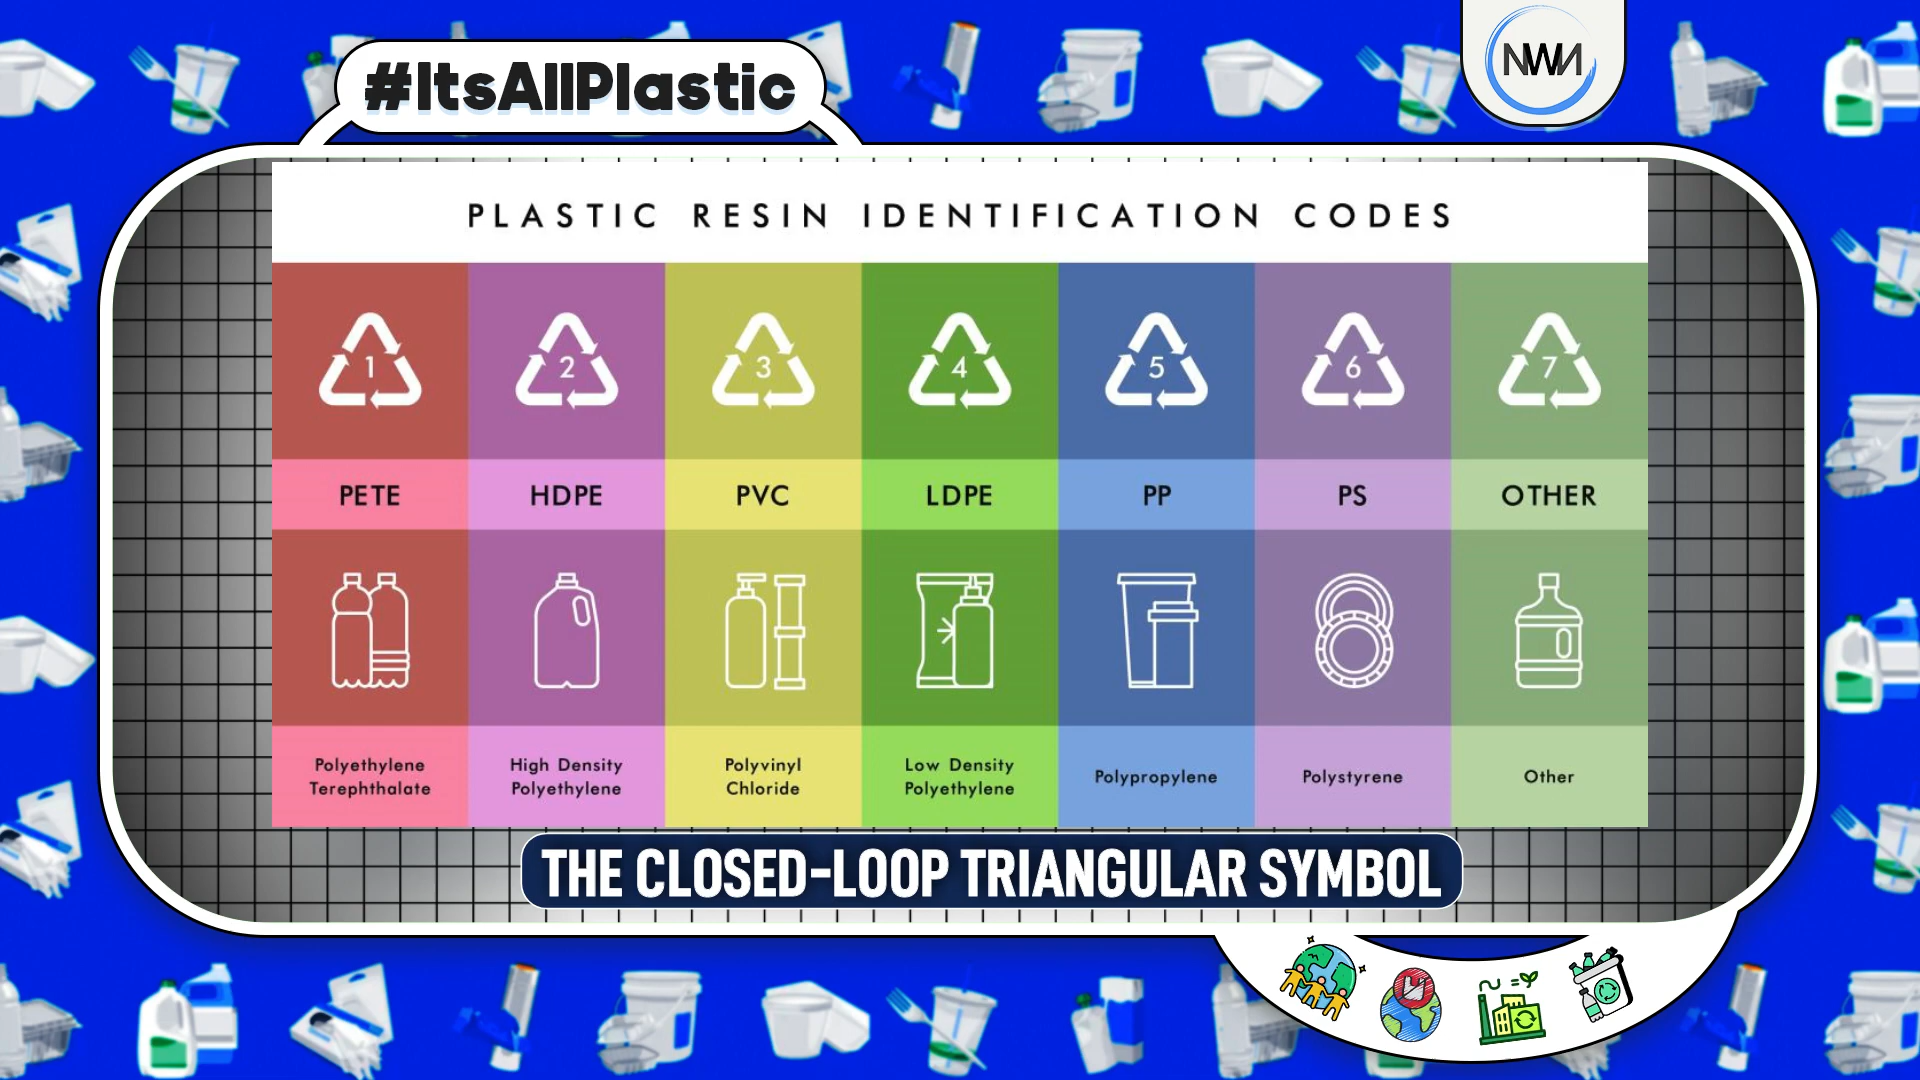 #ItsAllPlastic
NWN
PLASTIC RESIN IDENTIFICATION CODES
1 2 3 4 5 6 7
PETE HDPE PVC LDPE PP PS OTHER
Polyethylene
Terephthalate
High Density
Polyethylene
Polyvinyl
Chloride
Low Density
Polyethylene
Polypropylene
Polystyrene
Other
THE CLOSED-LOOP TRIANGULAR SYMBOL